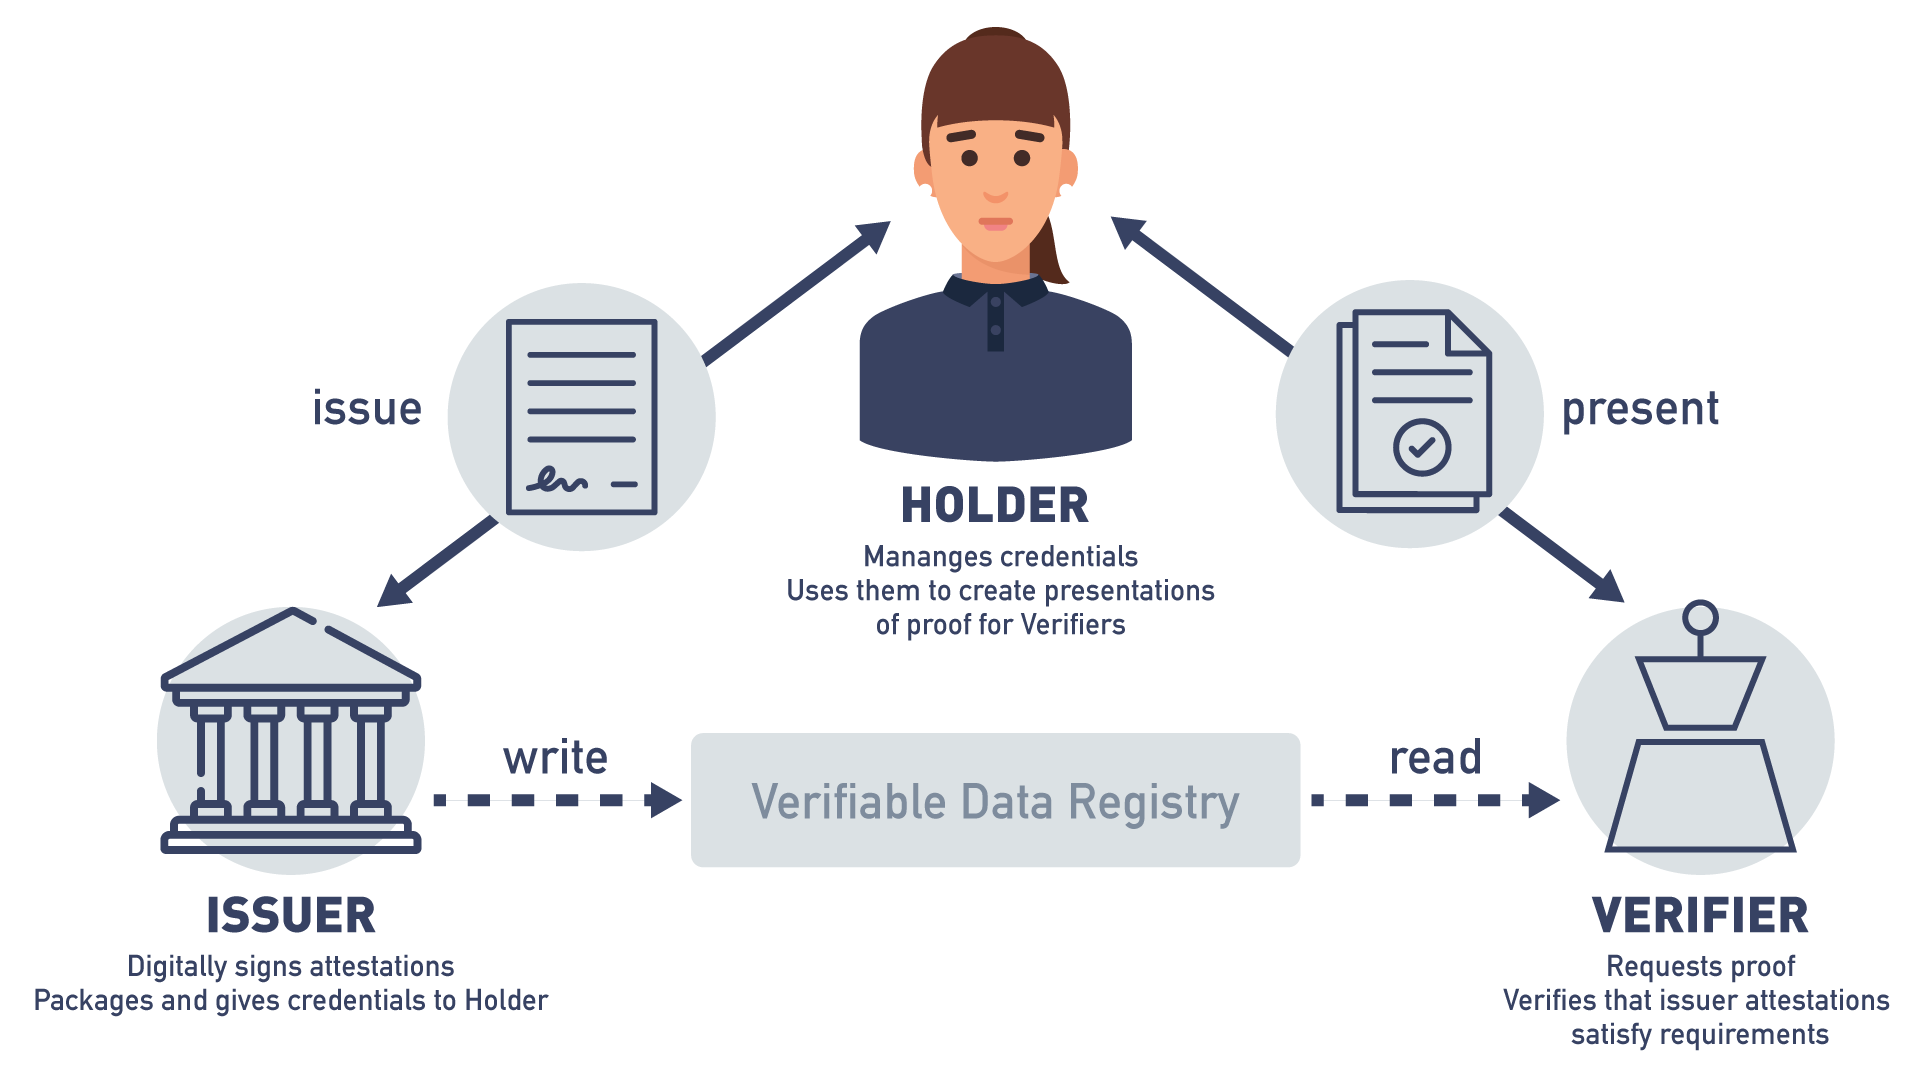 issue
present
HOLDER
Mananges credentials
Uses them to create presentations
of proof for Verifiers
write
Verifiable Data Registry
read
ISSUER
Digitally signs attestations
Packages and gives credentials to Holder
VERIFIER
Requests proof
Verifies that issuer attestations
satisfy requirements